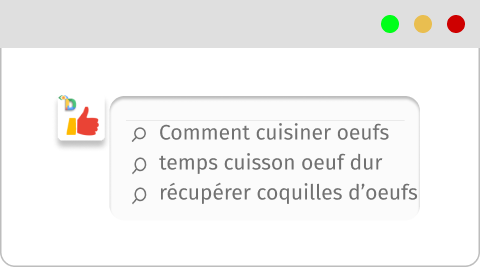 Comment cuisiner oeufs
temps cuisson oeuf dur
récupérer coquilles d’oeufs